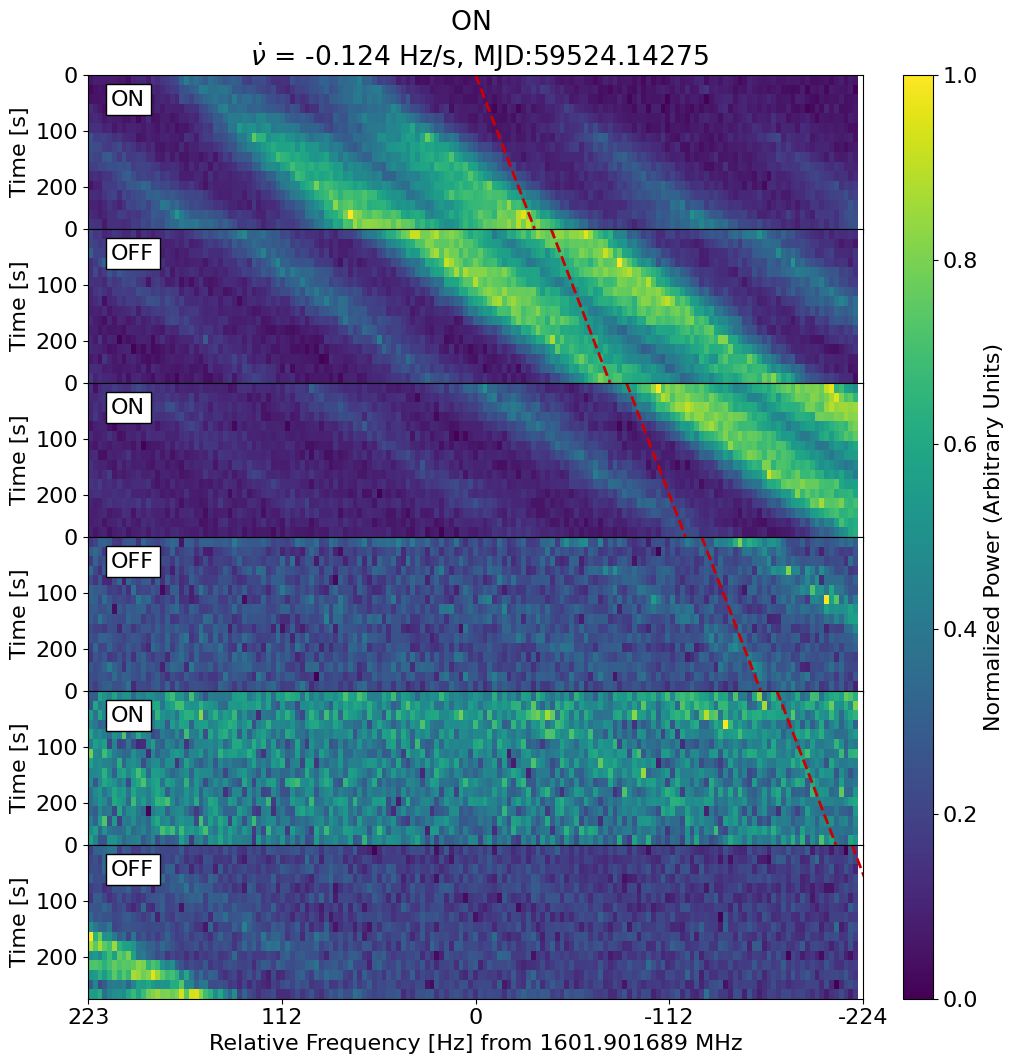 ON
ν̇ = -0.124 Hz/s, MJD:59524.14275
ON
OFF
ON
OFF
ON
OFF
Time [s]
0
100
200
Time [s]
0
100
200
Time [s]
0
100
200
Time [s]
0
100
200
Time [s]
0
100
200
Time [s]
0
100
200
223
112
0
-112
-224
Relative Frequency [Hz] from 1601.901689 MHz
1.0
0.8
0.6
0.4
0.2
0.0
Normalized Power (Arbitrary Units)